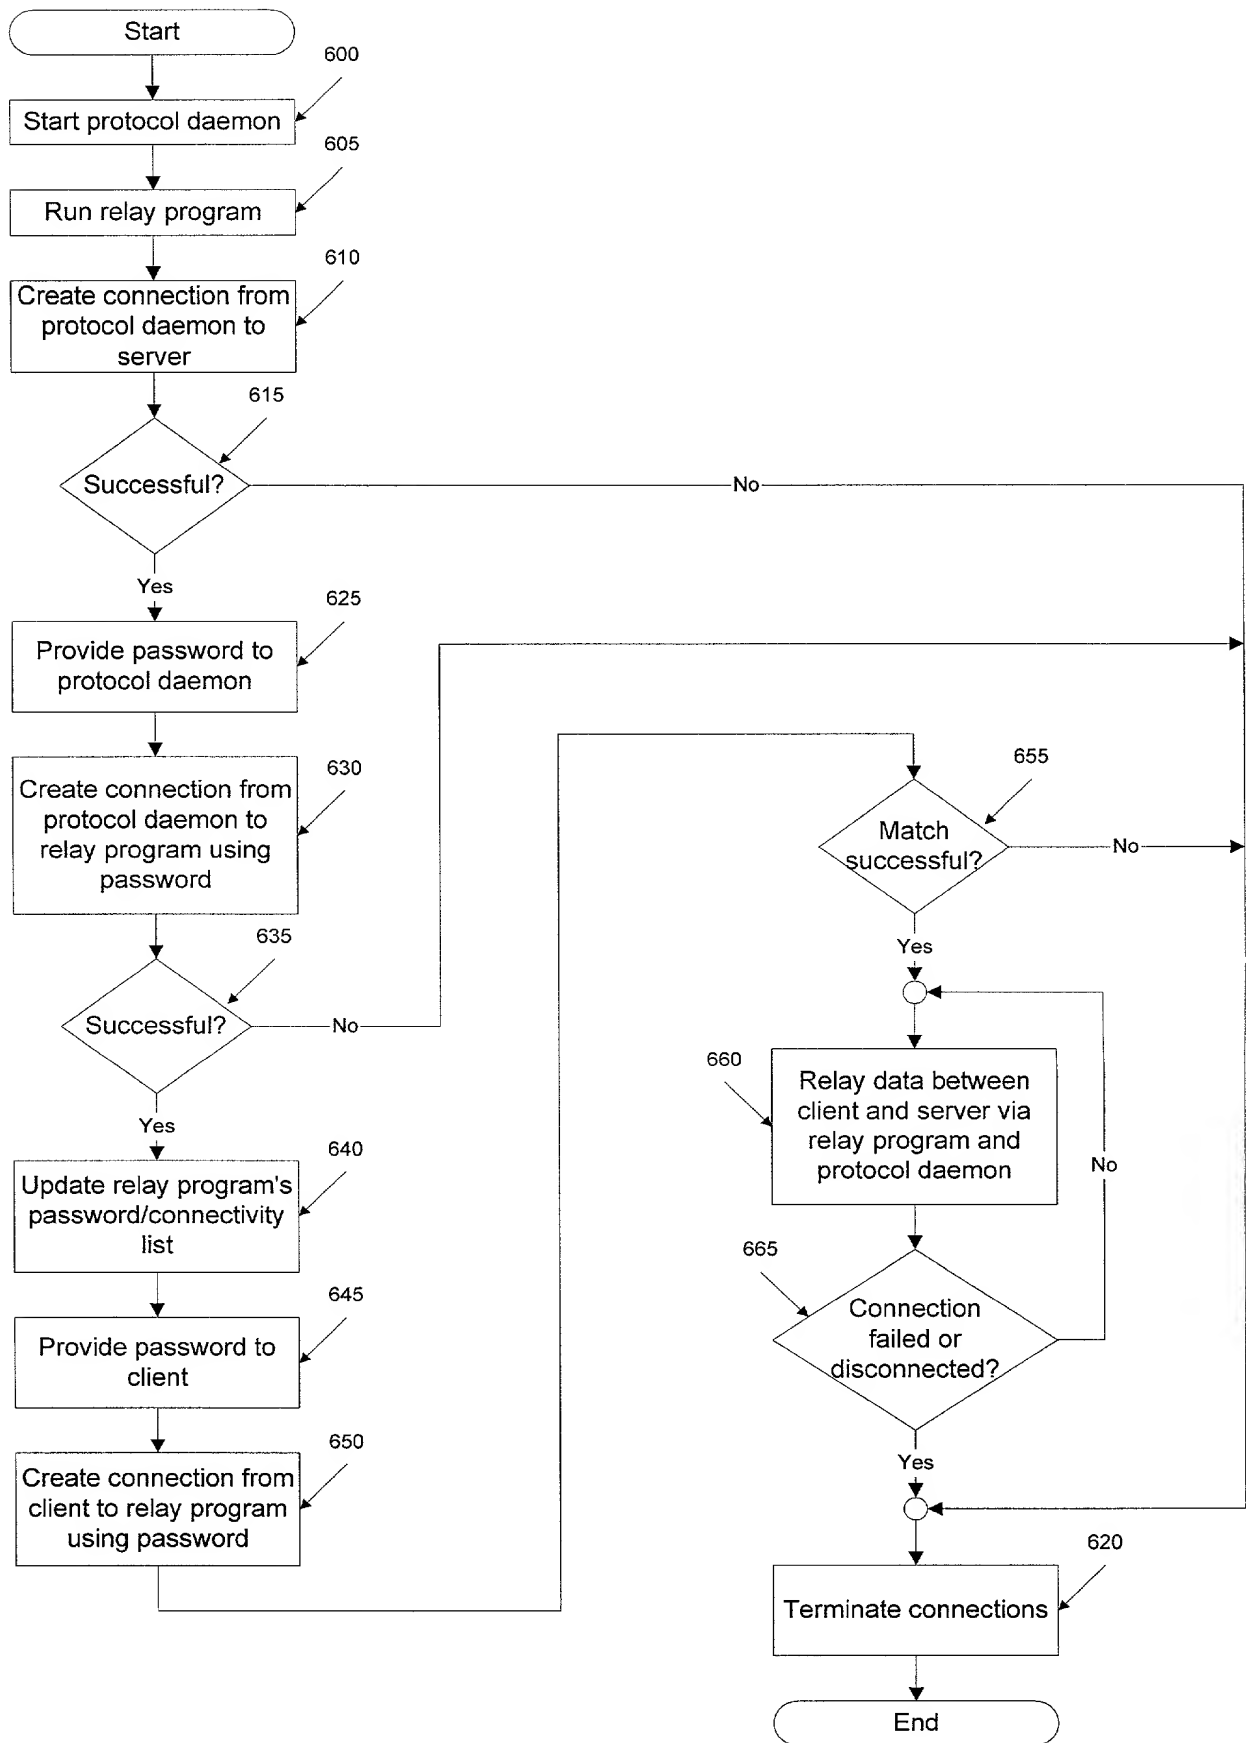 Start
600
Start protocol daemon
605
Run relay program
610
Create connection from
protocol daemon to
server
615
Successful?
No
Yes
625
Provide password to
protocol daemon
630
Create connection from
protocol daemon to
relay program using
password
635
Successful?
No
Yes
640
Update relay program's
password/connectivity
list
645
Provide password to
client
650
Create connection from
client to relay program
using password
655
Match
successful?
No
Yes
660
Relay data between
client and server via
relay program and
protocol daemon
No
665
Connection
failed or
disconnected?
Yes
620
Terminate connections
End